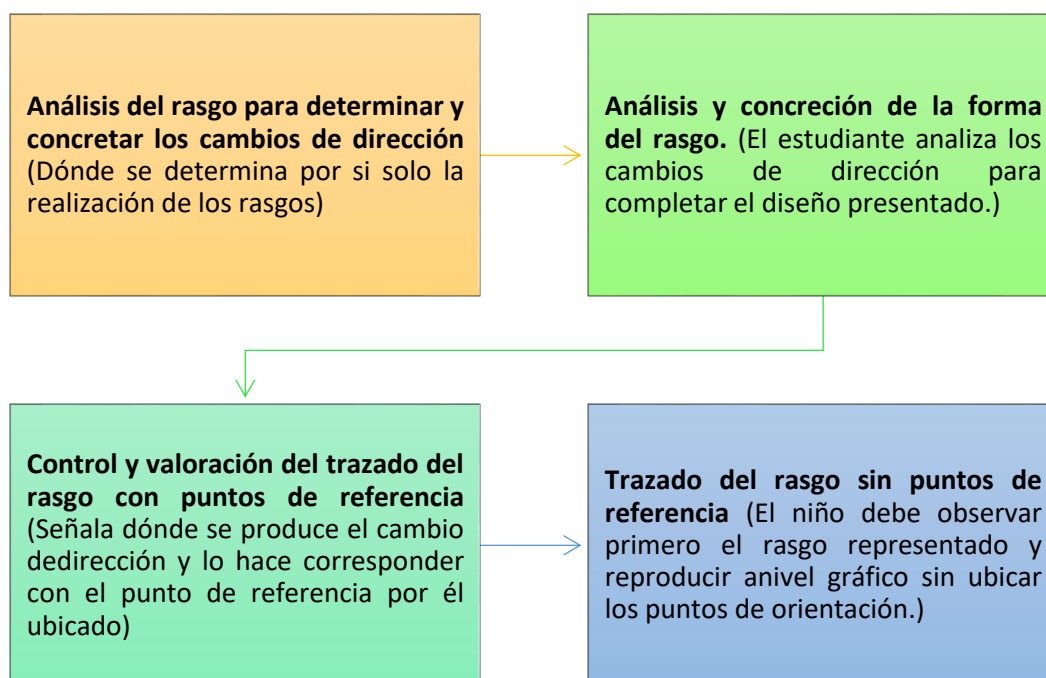 Análisis del rasgo para determinar y
concretar los cambios de dirección
(Dónde se determina por si solo la
realización de los rasgos)
Análisis y concreción de la forma
del rasgo. (El estudiante analiza los
cambios de dirección para
completar el diseño presentado.)
Control y valoración del trazado del
rasgo con puntos de referencia
(Señala dónde se produce el cambio
dedirección y lo hace corresponder
con el punto de referencia por él
ubicado)
Trazado del rasgo sin puntos de
referencia (El niño debe observar
primero el rasgo representado y
reproducir anivel gráfico sin ubicar
los puntos de orientación.)